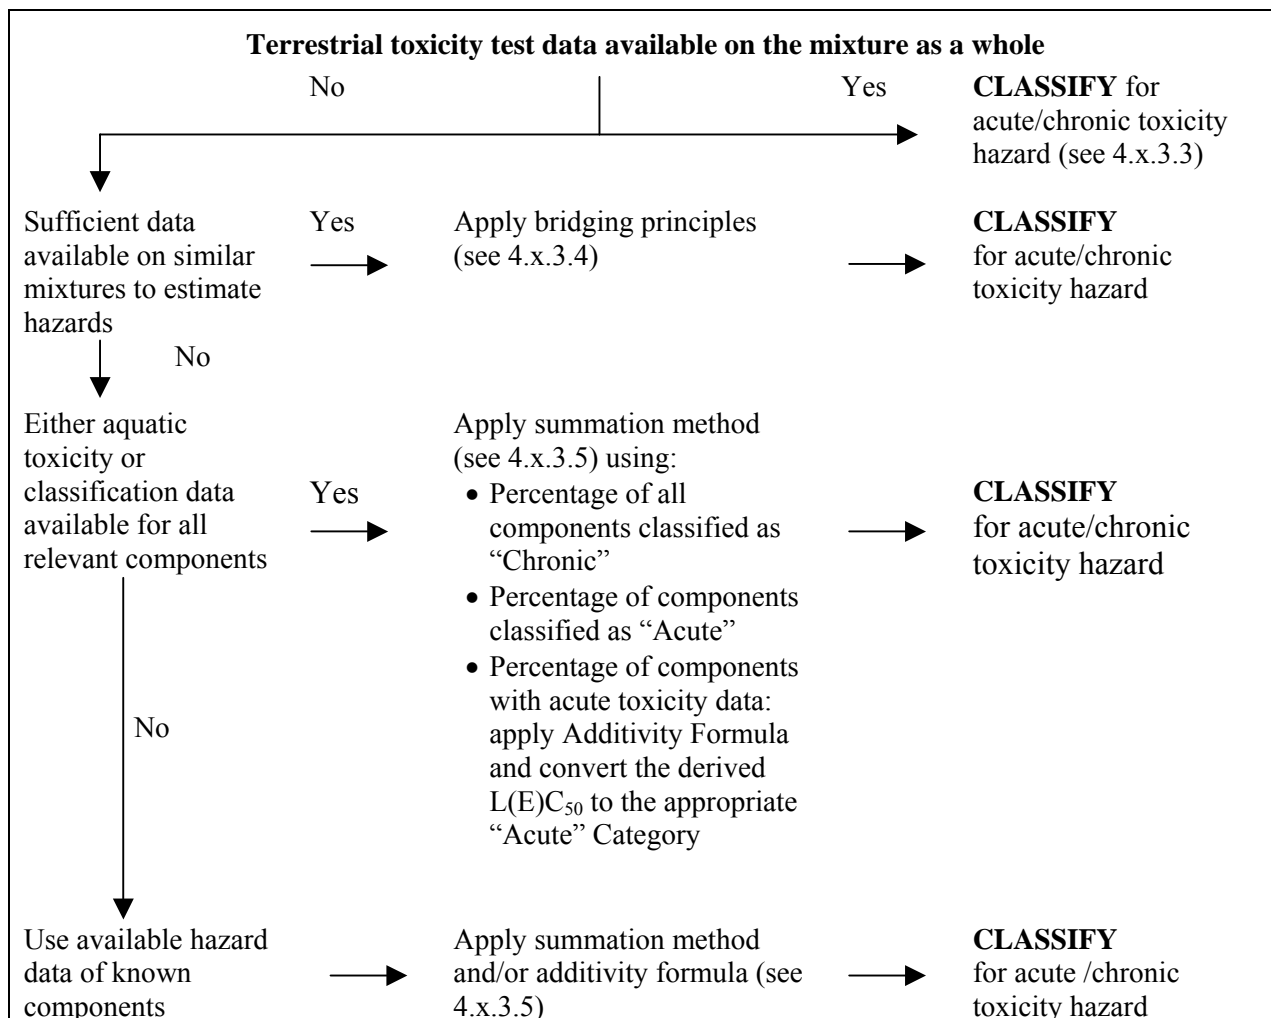 Terrestrial toxicity test data available on the mixture as a whole
No
Yes
CLASSIFY for
acute/chronic toxicity
hazard (see 4.x.3.3)
Sufficient data
available on similar
mixtures to estimate
hazards
Yes
Apply bridging principles
(see 4.x.3.4)
CLASSIFY
for acute/chronic
toxicity hazard
No
Either aquatic
toxicity or
classification data
available for all
relevant components
Yes
Apply summation method
(see 4.x.3.5) using:
• Percentage of all
components classified as
“Chronic”
• Percentage of components
classified as “Acute”
• Percentage of components
with acute toxicity data:
apply Additivity Formula
and convert the derived
L(E)C50 to the appropriate
“Acute” Category
CLASSIFY
for acute/chronic
toxicity hazard
No
Use available hazard
data of known
components
Apply summation method
and/or additivity formula (see
4.x.3.5)
CLASSIFY
for acute /chronic
toxicity hazard